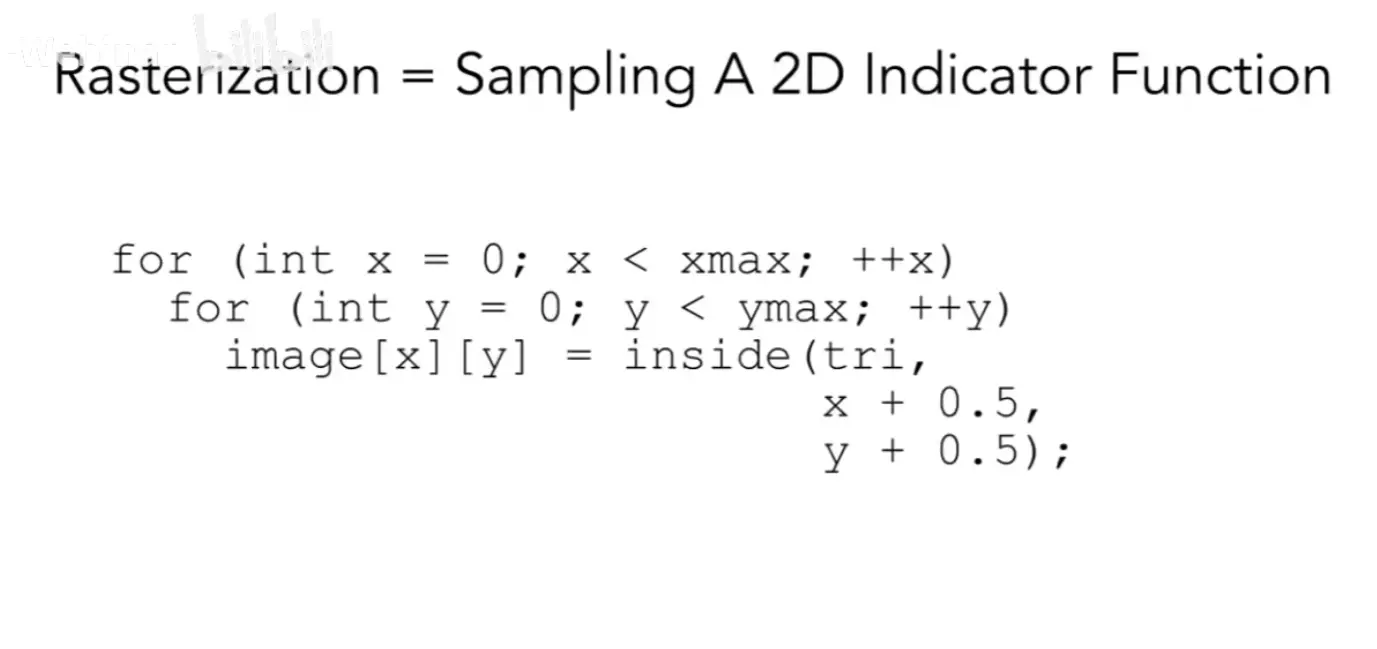 Rasterization = Sampling A 2D Indicator Function
for (int x = 0; x < xmax; ++x)
for (int y = 0; y < ymax; ++y)
image[x][y] = inside(tri,
x + 0.5,
y + 0.5);